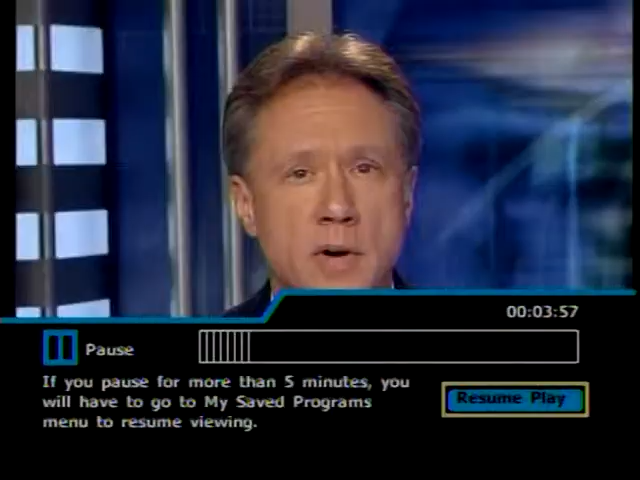 00:03:57
Pause
If you pause for more than 5 minutes, you
will have to go to My Saved Programs
menu to resume viewing.
Resume Play